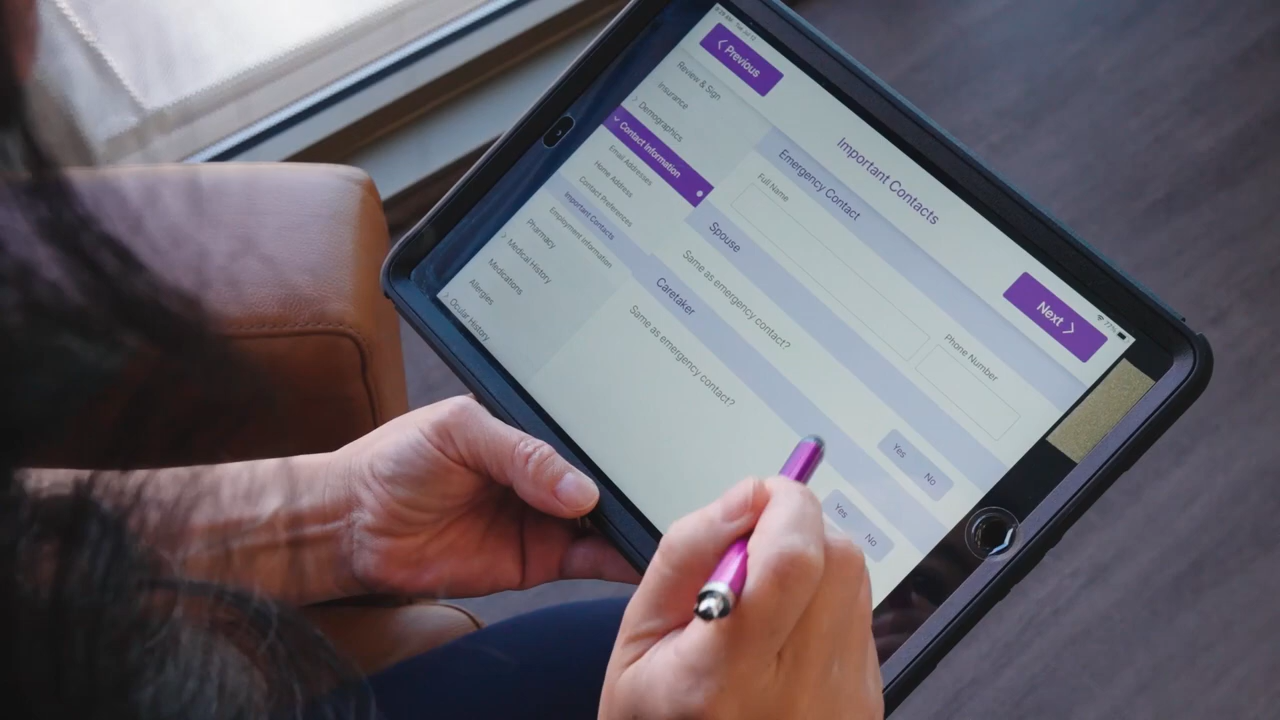 Previous
Important Contacts
Next
77%
Review & Sign
Insurance
Demographics
Contact Information
Email Addresses
Home Address
Contact Preferences
Important Contacts
Employment Information
Pharmacy
Medical History
Medications
Allergies
Ocular History
Emergency Contact
Full Name
Phone Number
Spouse
Same as emergency contact?
Yes No
Caretaker
Same as emergency contact?
Yes No